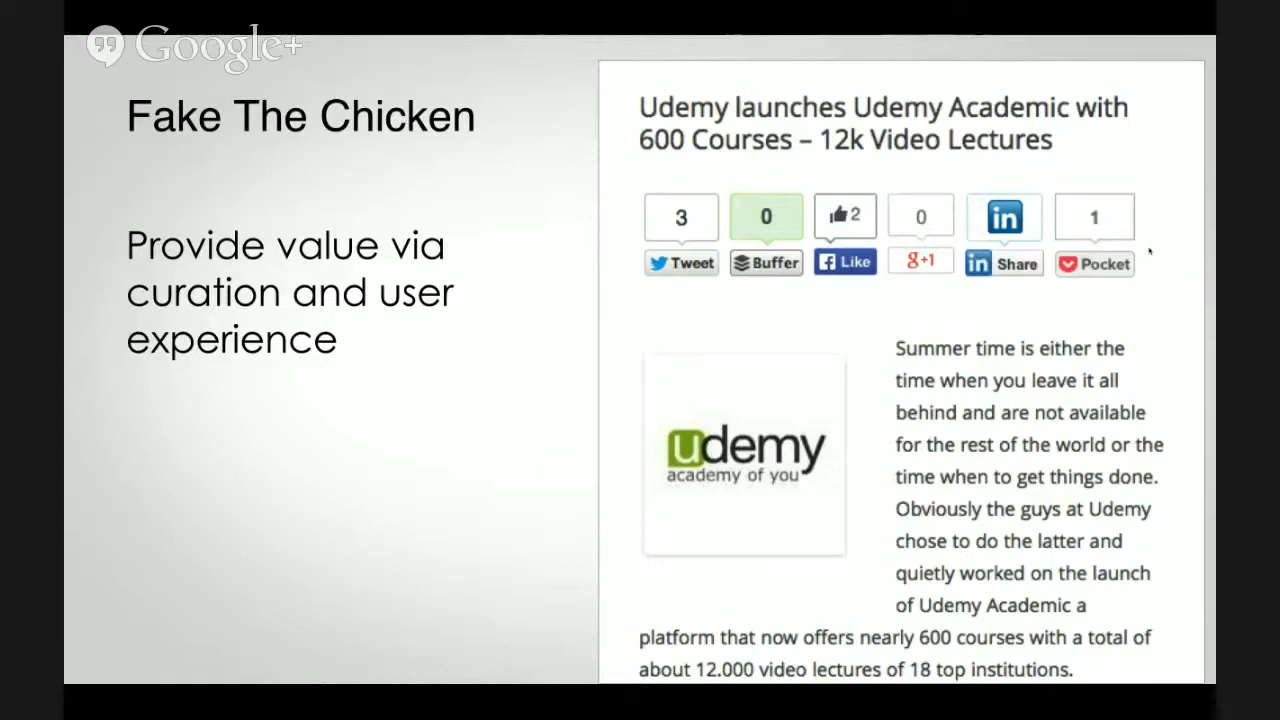 Google+
Fake The Chicken
Provide value via
curation and user
experience
Udemy launches Udemy Academic with
600 Courses – 12k Video Lectures
3
0
2
0
in
1
Tweet
Buffer
Like
g+1
in Share
Pocket
udemy
academy of you
Summer time is either the
time when you leave it all
behind and are not available
for the rest of the world or the
time when to get things done.
Obviously the guys at Udemy
chose to do the latter and
quietly worked on the launch
of Udemy Academic a
platform that now offers nearly 600 courses with a total of
about 12.000 video lectures of 18 top institutions.